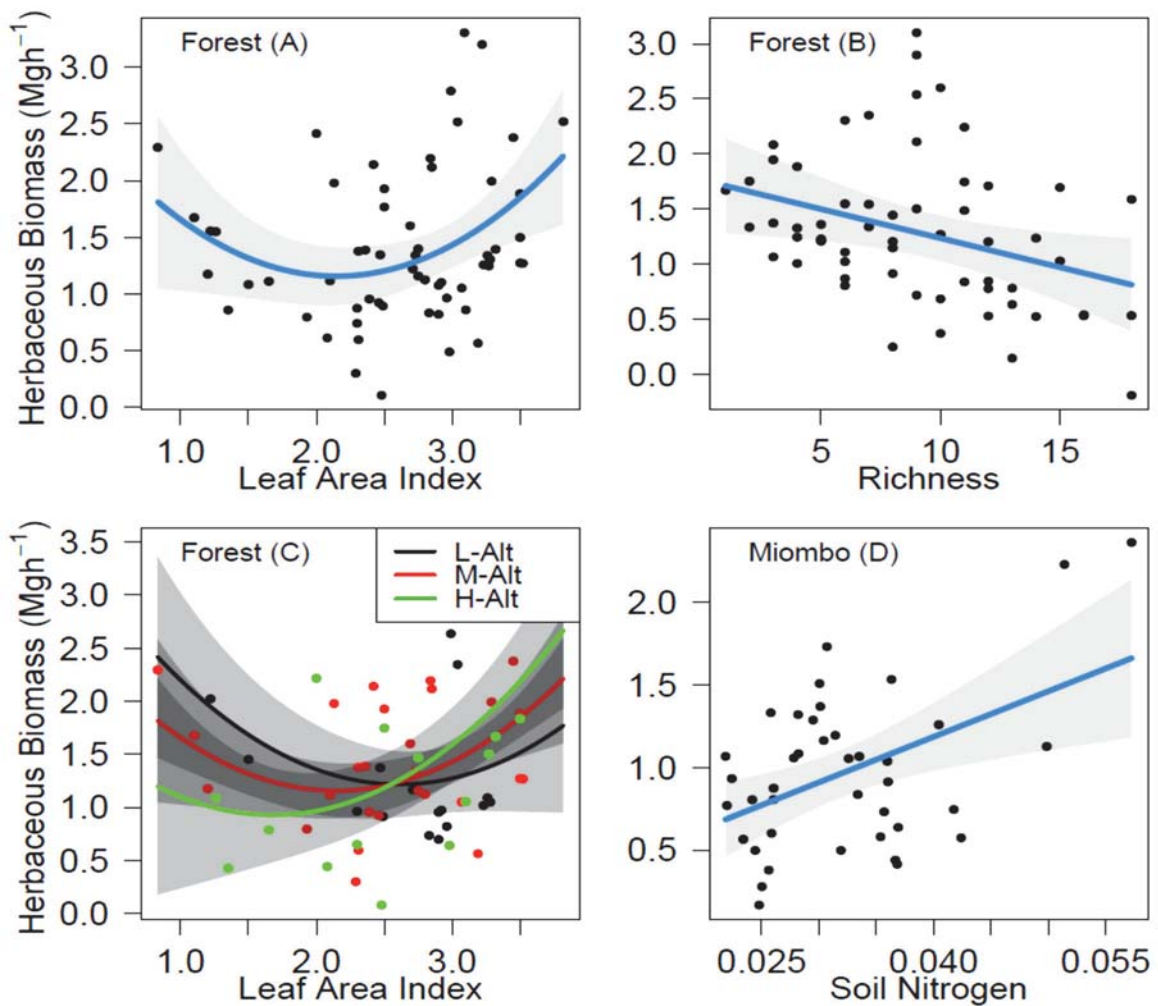 Herbaceous Biomass (Mgh⁻¹)
Forest (A)
3.0
2.5
2.0
1.5
1.0
0.5
0.0
1.0 2.0 3.0
Leaf Area Index
Forest (B)
3.0
2.5
2.0
1.5
1.0
0.5
0.0
5 10 15
Richness
Herbaceous Biomass (Mgh⁻¹)
Forest (C)
L-Alt
M-Alt
H-Alt
3.5
3.0
2.5
2.0
1.5
1.0
0.5
0.0
1.0 2.0 3.0
Leaf Area Index
Miombo (D)
2.0
1.5
1.0
0.5
0.025 0.040 0.055
Soil Nitrogen